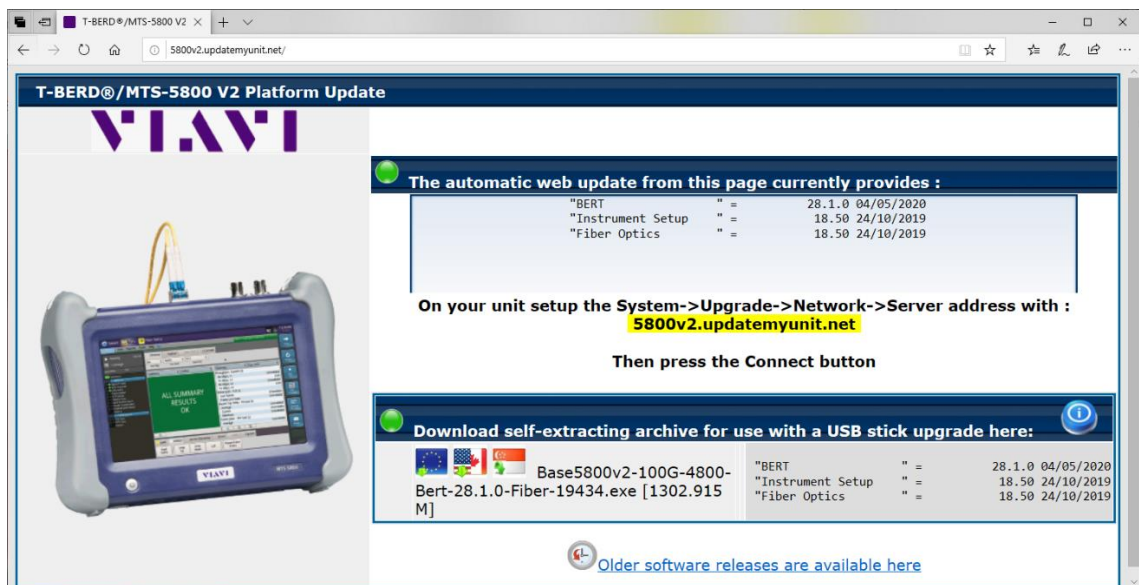 T-BERD®/MTS-5800 V2
5800v2.updatemyunit.net/
T-BERD®/MTS-5800 V2 Platform Update
VIAVI
The automatic web update from this page currently provides :
"BERT " = 28.1.0 04/05/2020
"Instrument Setup " = 18.50 24/10/2019
"Fiber Optics " = 18.50 24/10/2019
On your unit setup the System->Upgrade->Network->Server address with :
5800v2.updatemyunit.net
Then press the Connect button
ALL SUMMARY
RESULTS
OK
VIAVI
Download self-extracting archive for use with a USB stick upgrade here:
Base5800v2-100G-4800-
Bert-28.1.0-Fiber-19434.exe [1302.915
M]
"BERT " = 28.1.0 04/05/2020
"Instrument Setup " = 18.50 24/10/2019
"Fiber Optics " = 18.50 24/10/2019
Older software releases are available here